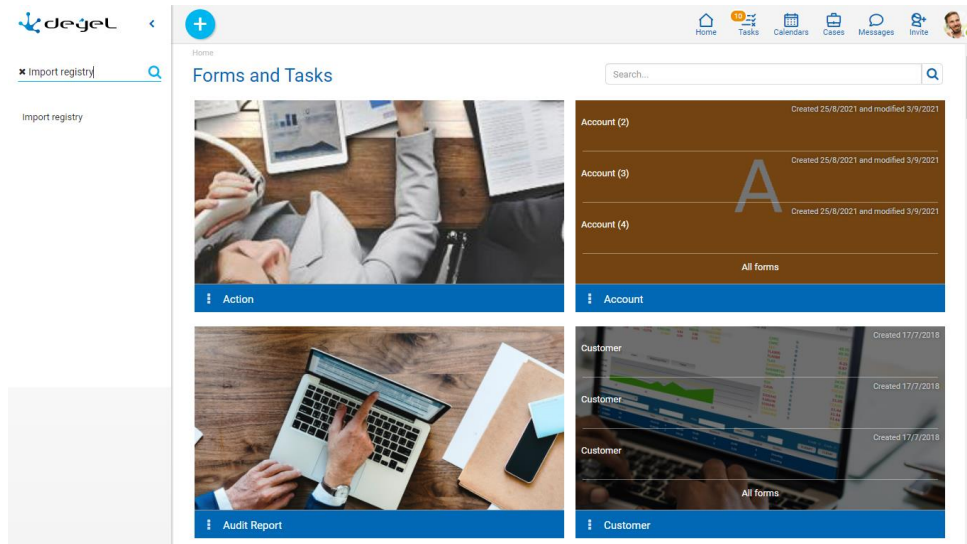 deyel
Import registry
Import registry
Home
10
Tasks
Calendars
Cases
Messages
Invite
Home
Forms and Tasks
Search...
Action
Created 25/8/2021 and modified 3/9/2021
Account (2)
Created 25/8/2021 and modified 3/9/2021
Account (3)
A
Created 25/8/2021 and modified 3/9/2021
Account (4)
All forms
Account
Audit Report
Created 17/7/2018
Customer
Created 17/7/2018
Customer
Created 17/7/2018
Customer
All forms
Customer